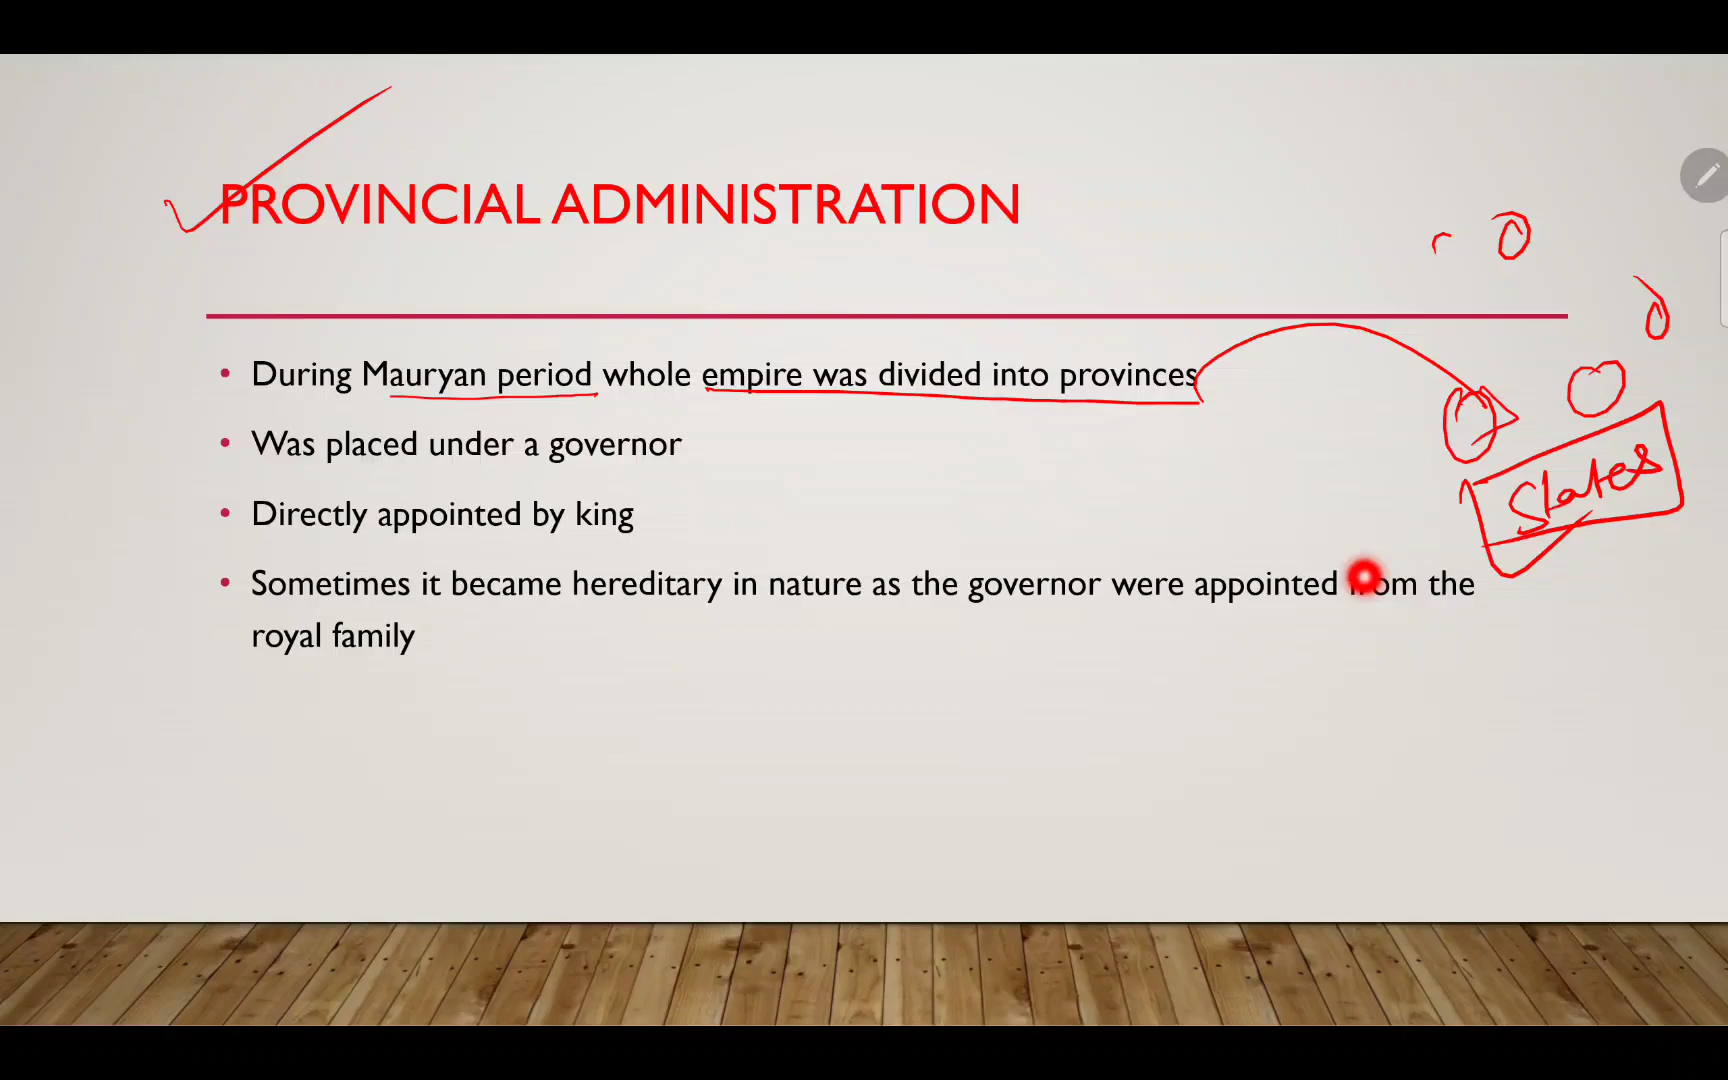 PROVINCIAL ADMINISTRATION
• During Mauryan period whole empire was divided into provinces
• Was placed under a governor
• Directly appointed by king
• Sometimes it became hereditary in nature as the governor were appointed from the
royal family
States